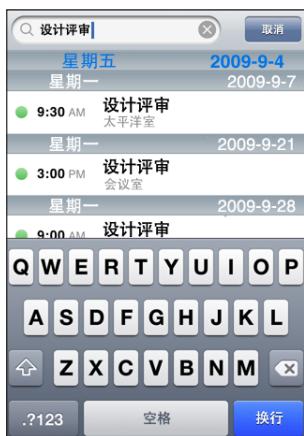 设计评审 取消
星期五 2009-9-4
星期一 2009-9-7
9:30 AM 设计评审
太平洋室
星期一 2009-9-21
3:00 PM 设计评审
会议室
星期一 2009-9-28
9:00 AM 设计评审
Q W E R T Y U I O P
A S D F G H J K L
Z X C V B N M
.?123 空格 换行